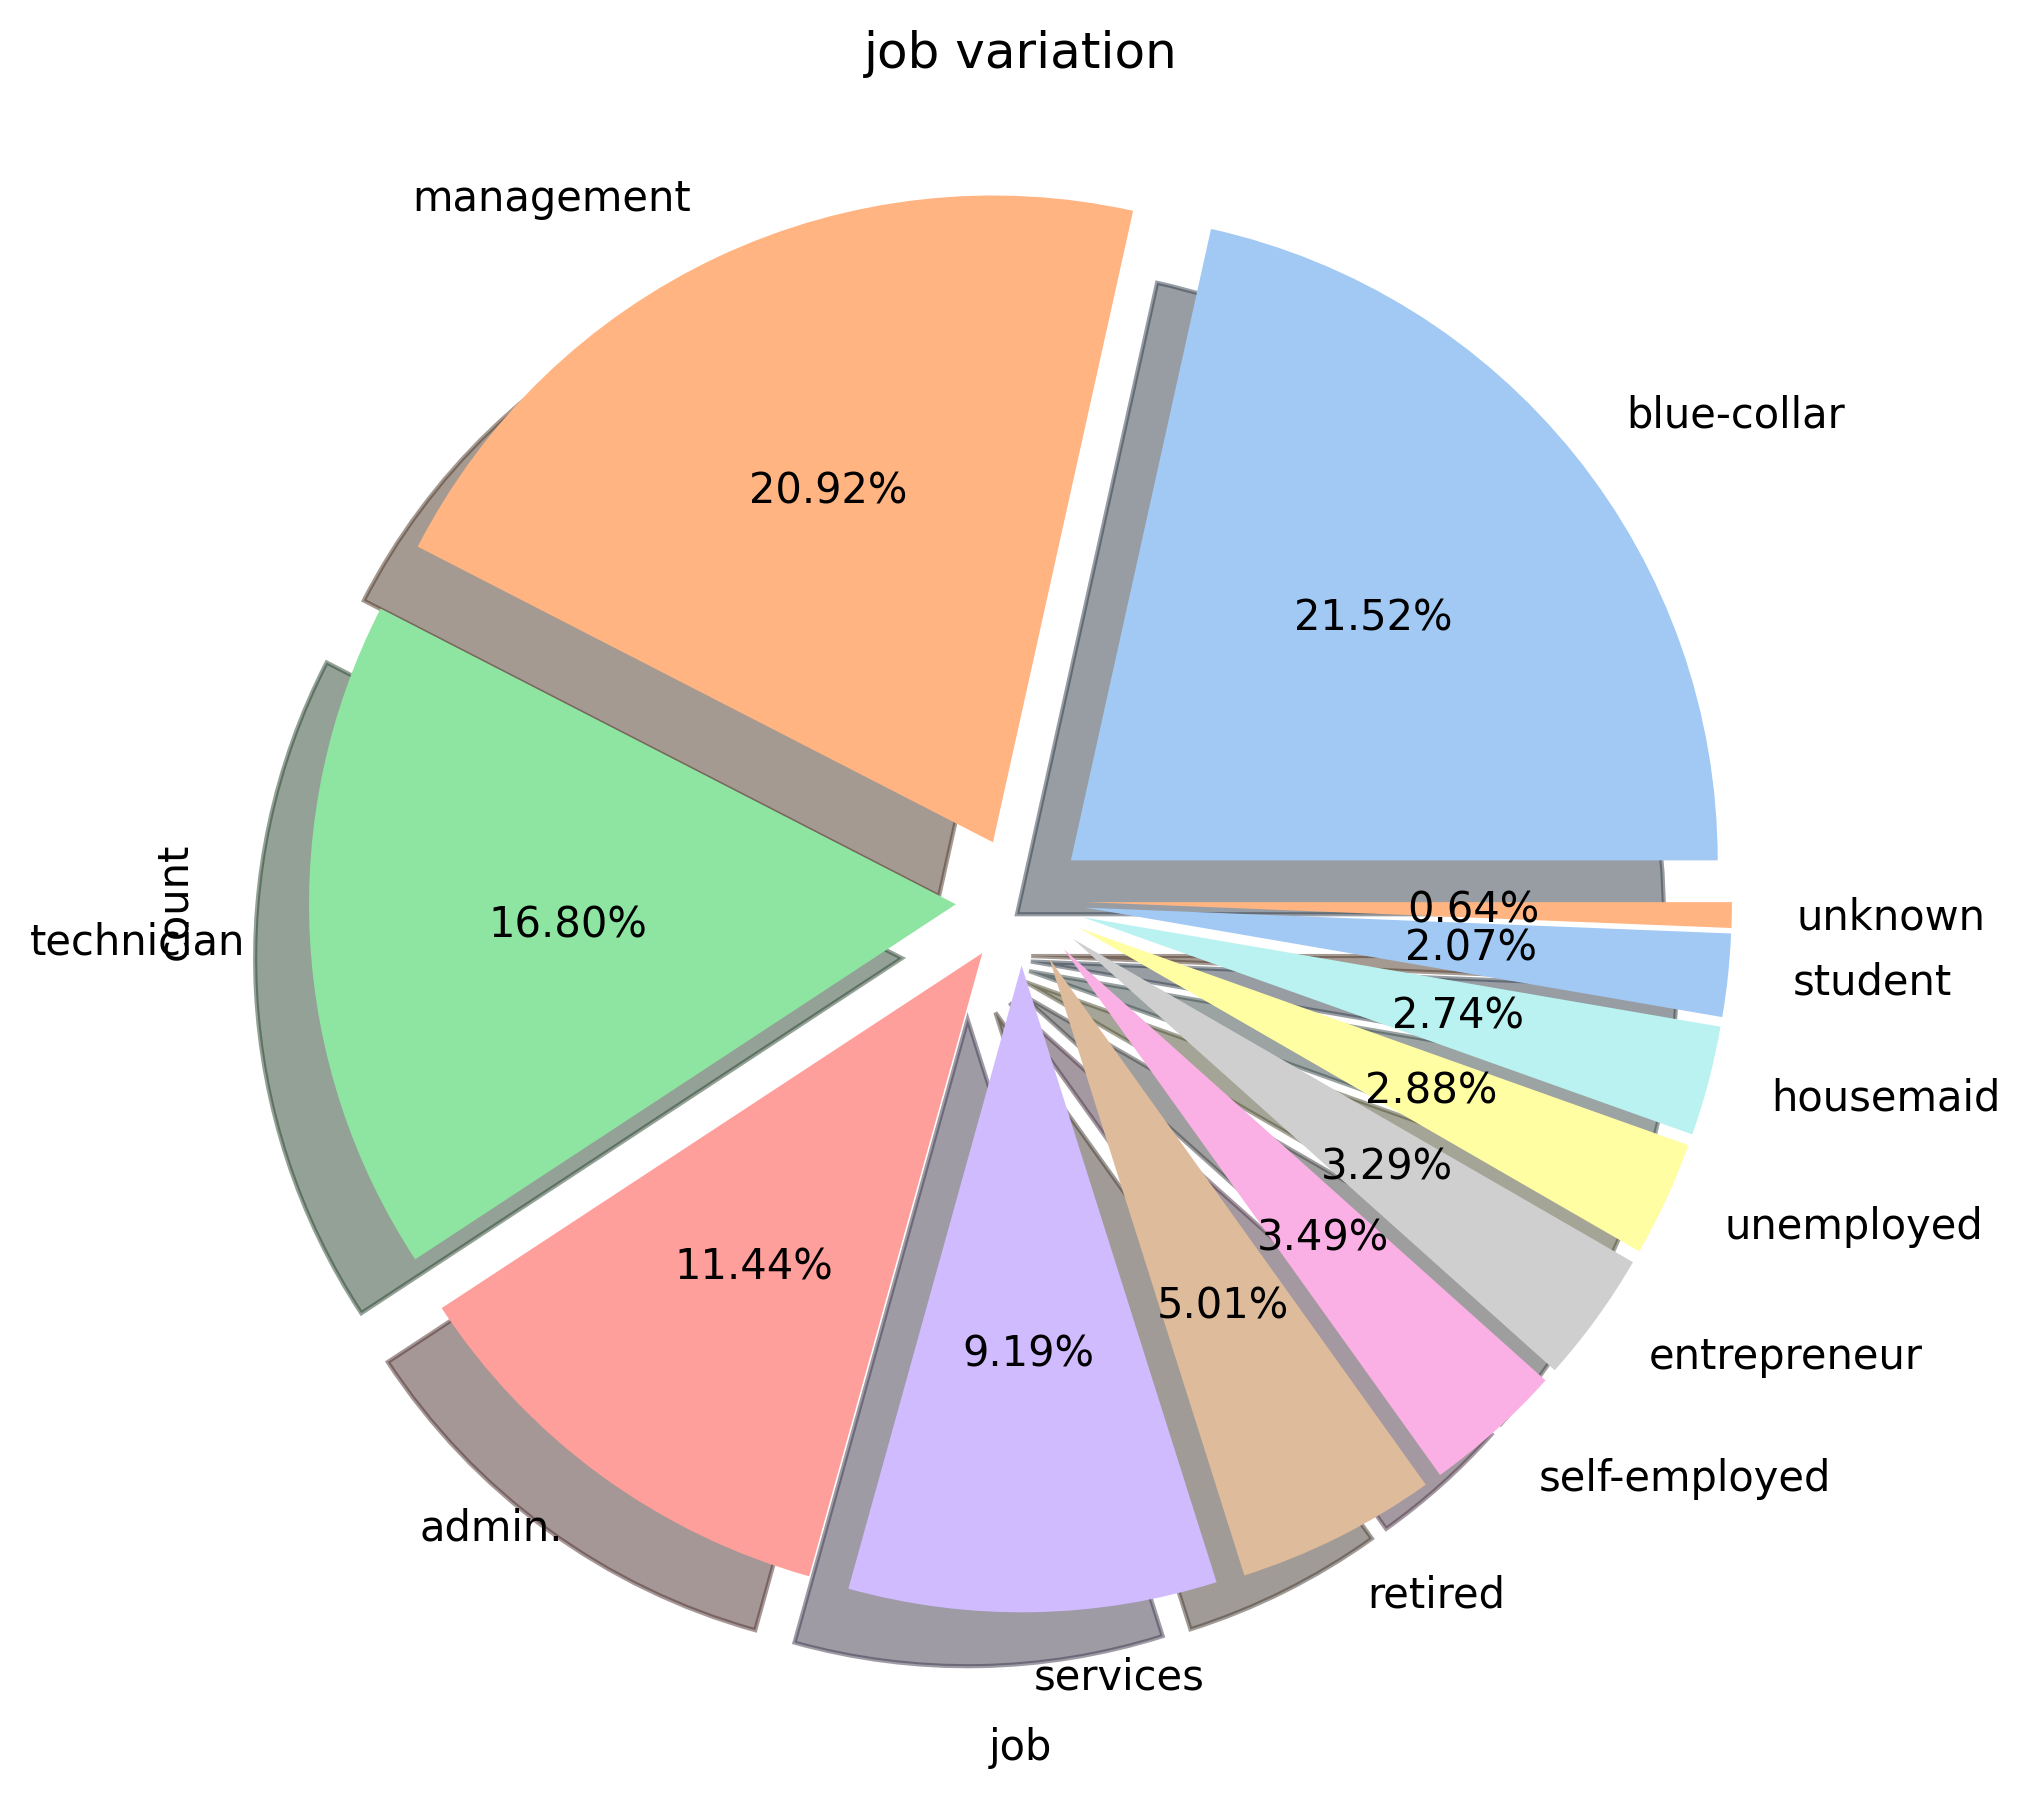 job variation
management
blue-collar
20.92%
21.52%
count
technician
16.80%
0.64%
unknown
2.07%
student
2.74%
housemaid
2.88%
unemployed
3.29%
entrepreneur
3.49%
self-employed
5.01%
retired
11.44%
admin.
9.19%
services
job